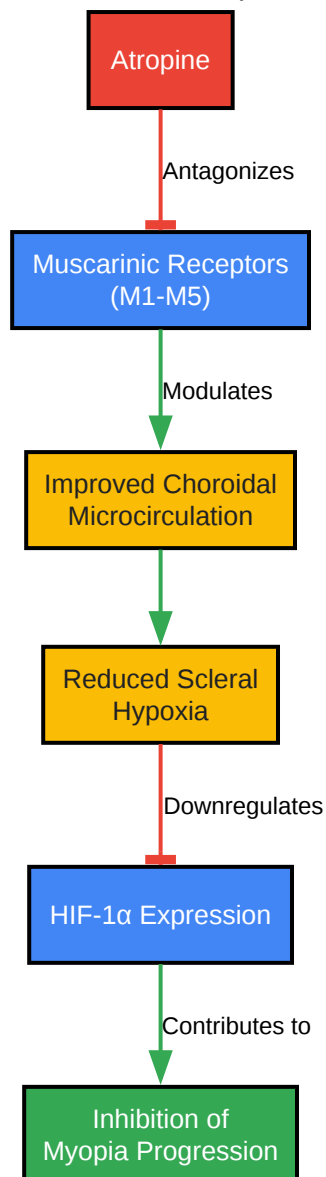 Atropine
Antagonizes
Muscarinic Receptors
(M1-M5)
Modulates
Improved Choroidal
Microcirculation
Reduced Scleral
Hypoxia
Downregulates
HIF-1α Expression
Contributes to
Inhibition of
Myopia Progression